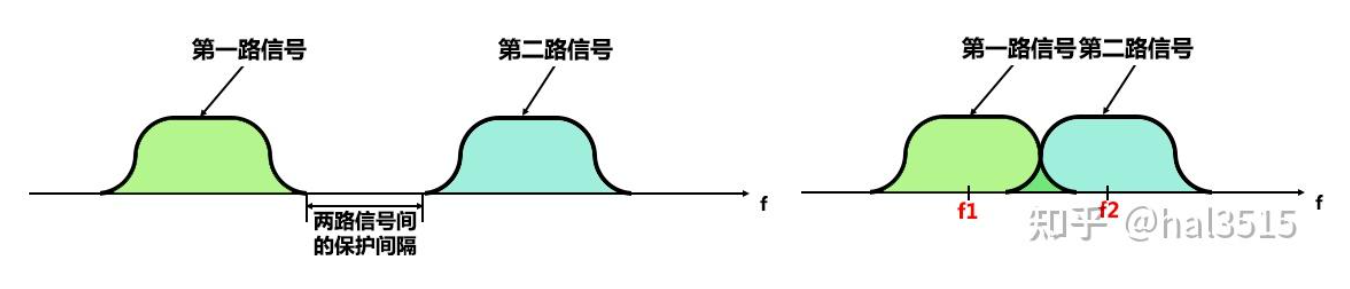 第一路信号
第二路信号
f
两路信号间
的保护间隔
第一路信号第二路信号
f
f1
f2
知乎 @hal3515